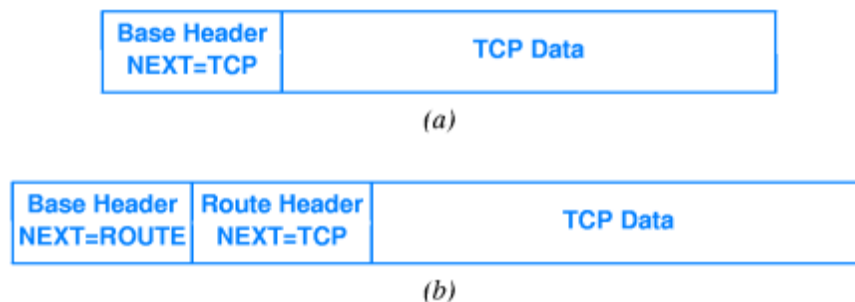 Base Header
NEXT=TCP
TCP Data
(a)
Base Header
NEXT=ROUTE
Route Header
NEXT=TCP
TCP Data
(b)